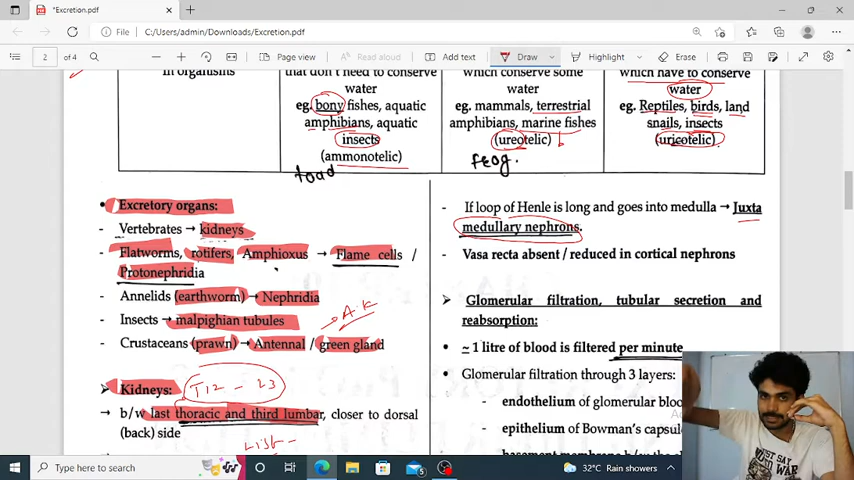 *Excretion.pdf
File
C:/Users/admin/Downloads/Excretion.pdf
2 of 4
Page view
Read aloud
Draw
Highlight
Erase
in organisms
that don't need to conserve
water
eg. bony fishes, aquatic
amphibians, aquatic
insects
(ammonotelic)
toad
which conserve some
water
eg. mammals, terrestrial
amphibians, marine fishes
(ureotelic)
frog.
which have to conserve
water
eg. Reptiles, birds, land
snails, insects
(uricotelic)
• Excretory organs:
- Vertebrates → kidneys
- Flatworms, rotifers, Amphioxus → Flame cells /
Protonephridia
- Annelids (earthworm) → Nephridia
- Insects → malpighian tubules
→ A.K
- Crustaceans (prawn) → Antennal / green gland
➢ Kidneys: T12 - L3
→ b/w last thoracic and third lumbar, closer to dorsal
(back) side
- If loop of Henle is long and goes into medulla → Juxta
medullary nephrons.
- Vasa recta absent / reduced in cortical nephrons
➢ Glomerular filtration, tubular secretion and
reabsorption:
• ~ 1 litre of blood is filtered per minute
• Glomerular filtration through 3 layers:
- endothelium of glomerular bloo
- epithelium of Bowman's capsul
JUST SAY
Type here to search
32°C Rain showers